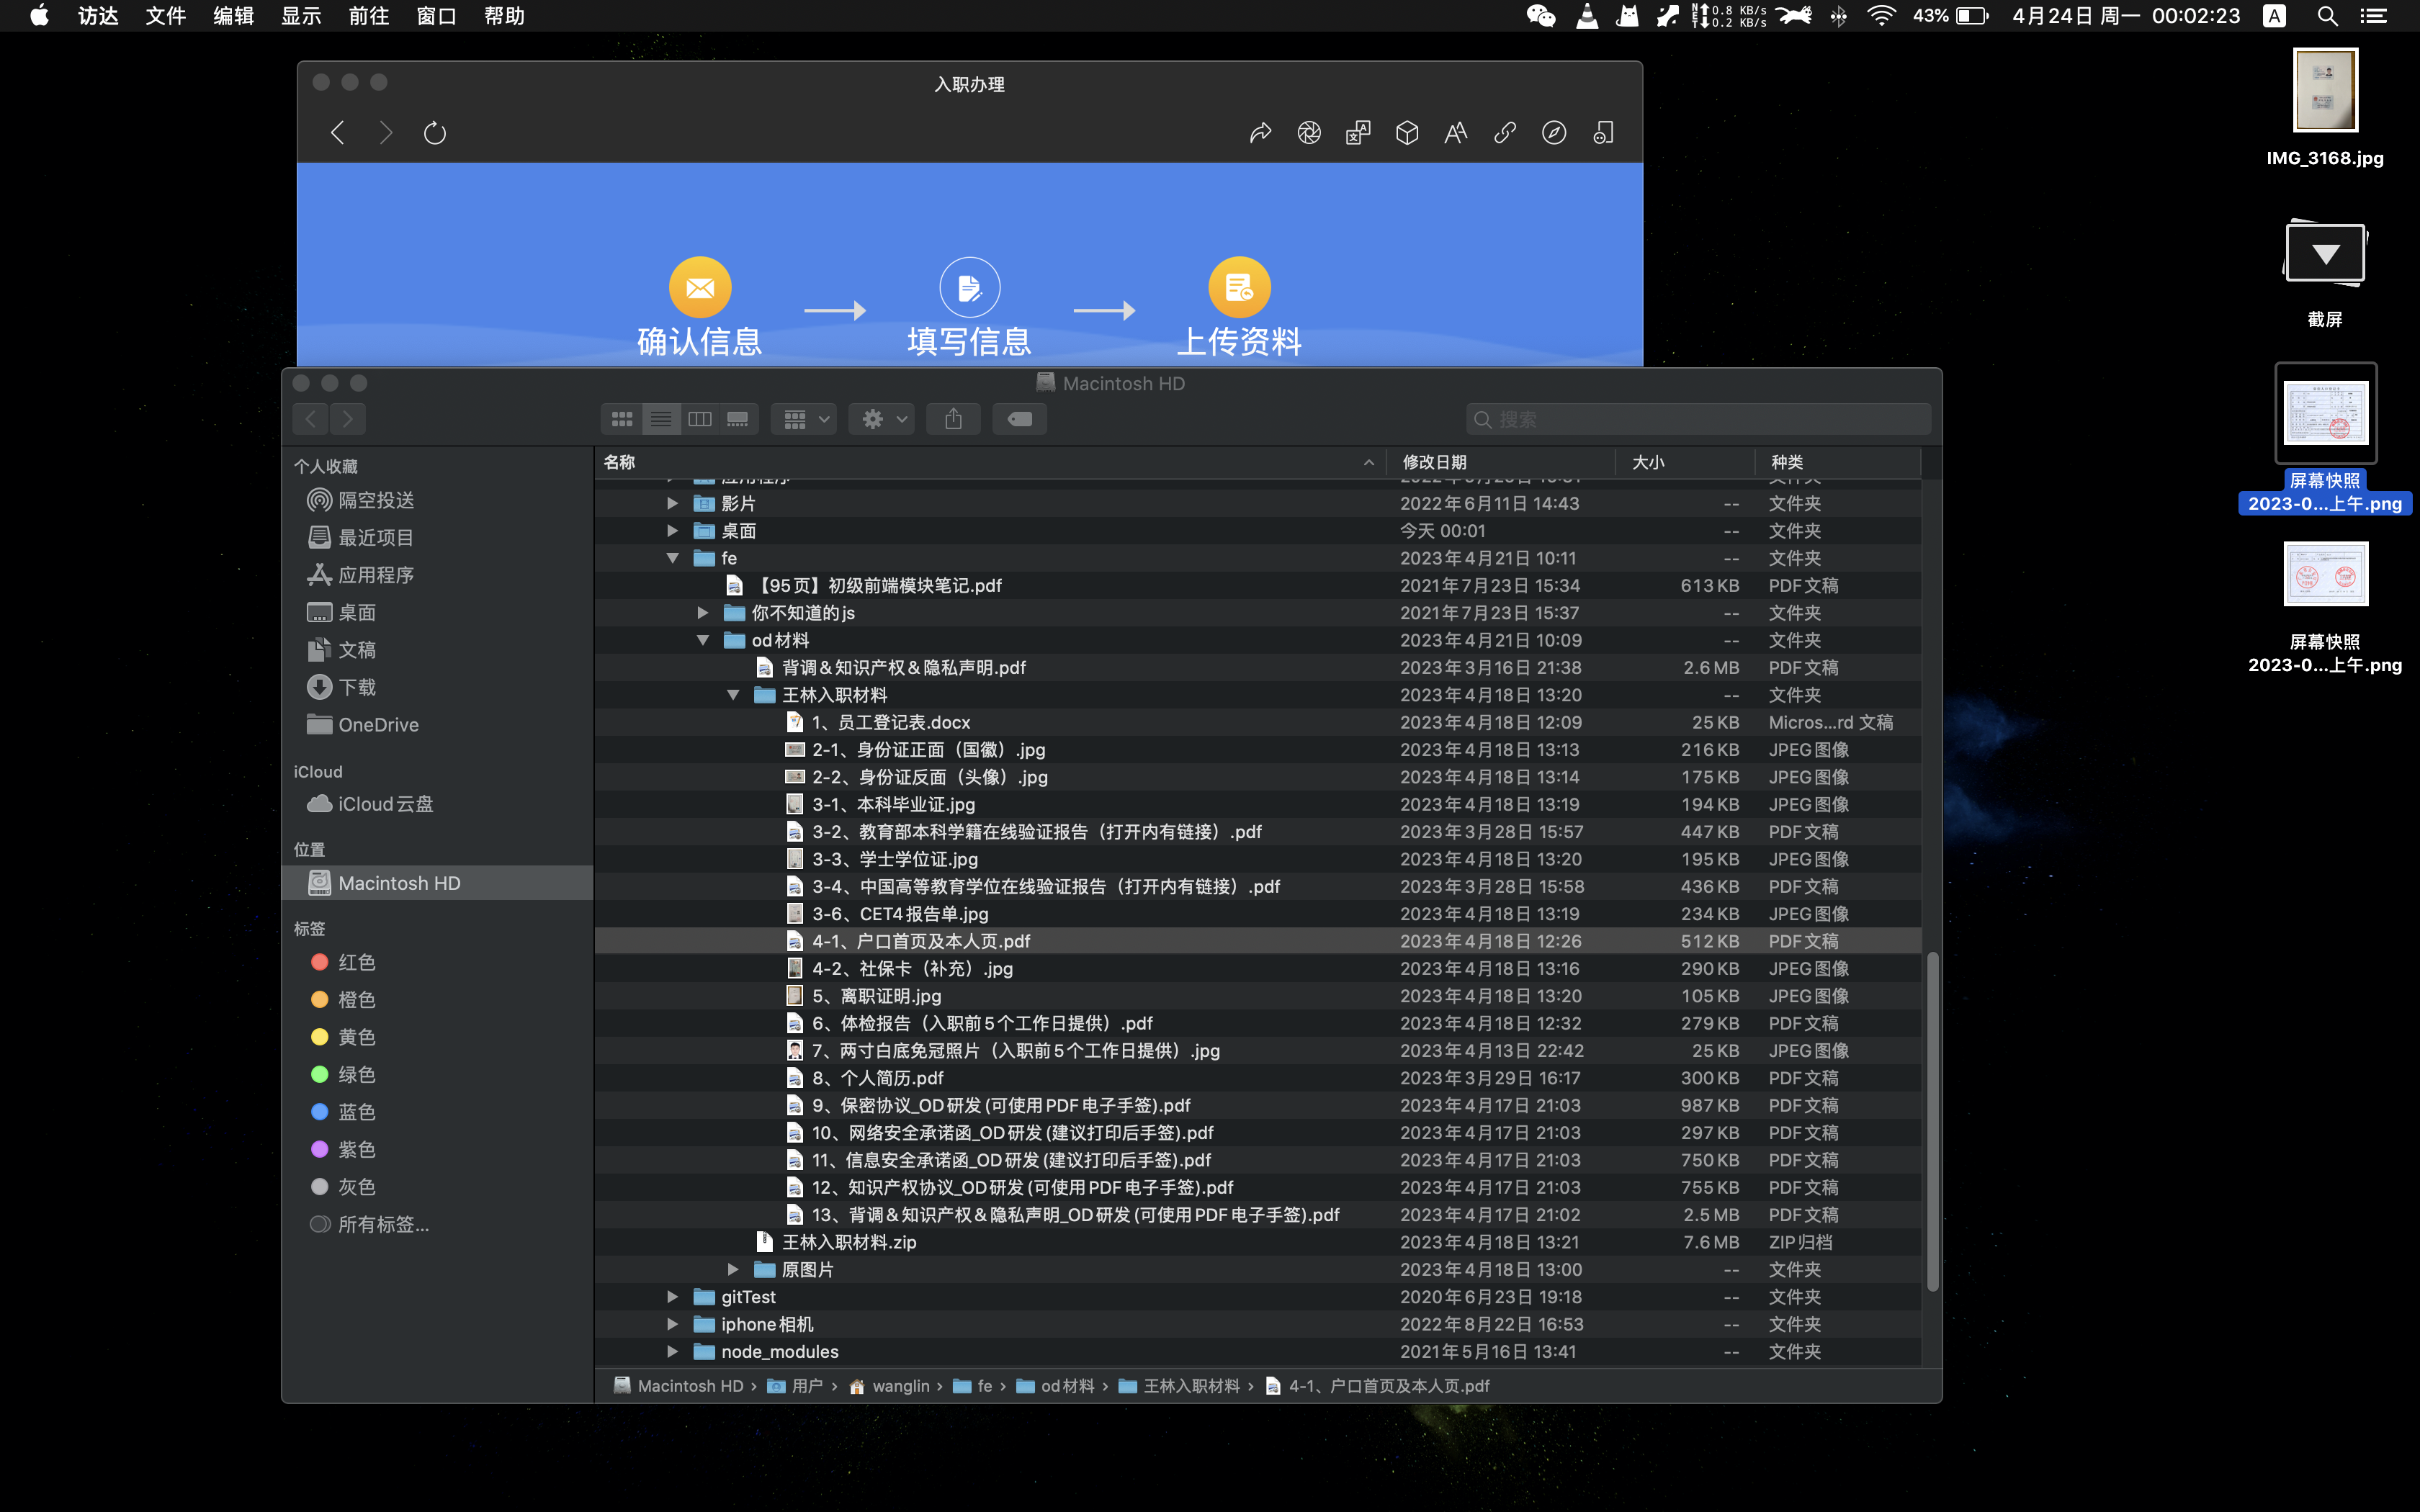 访达 文件 编辑 显示 前往 窗口 帮助
0.8 KB/s
0.2 KB/s
43% 4月24日 周一 00:02:23 A
入职办理
确认信息 填写信息 上传资料
Macintosh HD
搜索
个人收藏
隔空投送
最近项目
应用程序
桌面
文稿
下载
OneDrive
iCloud
iCloud云盘
位置
Macintosh HD
标签
红色
橙色
黄色
绿色
蓝色
紫色
灰色
所有标签...
名称 修改日期 大小 种类
影片 2022年6月11日 14:43 -- 文件夹
桌面 今天 00:01 -- 文件夹
fe 2023年4月21日 10:11 -- 文件夹
【95页】初级前端模块笔记.pdf 2021年7月23日 15:34 613 KB PDF文稿
你不知道的js 2021年7月23日 15:37 -- 文件夹
od材料 2023年4月21日 10:09 -- 文件夹
背调&知识产权&隐私声明.pdf 2023年3月16日 21:38 2.6 MB PDF文稿
王林入职材料 2023年4月18日 13:20 -- 文件夹
1、员工登记表.docx 2023年4月18日 12:09 25 KB Micros...rd 文稿
2-1、身份证正面（国徽）.jpg 2023年4月18日 13:13 216 KB JPEG图像
2-2、身份证反面（头像）.jpg 2023年4月18日 13:14 175 KB JPEG图像
3-1、本科毕业证.jpg 2023年4月18日 13:19 194 KB JPEG图像
3-2、教育部本科学籍在线验证报告（打开内有链接）.pdf 2023年3月28日 15:57 447 KB PDF文稿
3-3、学士学位证.jpg 2023年4月18日 13:20 195 KB JPEG图像
3-4、中国高等教育学位在线验证报告（打开内有链接）.pdf 2023年3月28日 15:58 436 KB PDF文稿
3-6、CET4报告单.jpg 2023年4月18日 13:19 234 KB JPEG图像
4-1、户口首页及本人页.pdf 2023年4月18日 12:26 512 KB PDF文稿
4-2、社保卡（补充）.jpg 2023年4月18日 13:16 290 KB JPEG图像
5、离职证明.jpg 2023年4月18日 13:20 105 KB JPEG图像
6、体检报告（入职前5个工作日提供）.pdf 2023年4月18日 12:32 279 KB PDF文稿
7、两寸白底免冠照片（入职前5个工作日提供）.jpg 2023年4月13日 22:42 25 KB JPEG图像
8、个人简历.pdf 2023年3月29日 16:17 300 KB PDF文稿
9、保密协议_OD研发(可使用PDF电子手签).pdf 2023年4月17日 21:03 987 KB PDF文稿
10、网络安全承诺函_OD研发(建议打印后手签).pdf 2023年4月17日 21:03 297 KB PDF文稿
11、信息安全承诺函_OD研发(建议打印后手签).pdf 2023年4月17日 21:03 750 KB PDF文稿
12、知识产权协议_OD研发(可使用PDF电子手签).pdf 2023年4月17日 21:03 755 KB PDF文稿
13、背调&知识产权&隐私声明_OD研发(可使用PDF电子手签).pdf 2023年4月17日 21:02 2.5 MB PDF文稿
王林入职材料.zip 2023年4月18日 13:21 7.6 MB ZIP归档
原图片 2023年4月18日 13:00 -- 文件夹
gitTest 2020年6月23日 19:18 -- 文件夹
iphone相机 2022年8月22日 16:53 -- 文件夹
node_modules 2021年5月16日 13:41 -- 文件夹
Macintosh HD › 用户 › wanglin › fe › od材料 › 王林入职材料 › 4-1、户口首页及本人页.pdf
IMG_3168.jpg
截屏
屏幕快照
2023-0...上午.png
屏幕快照
2023-0...上午.png